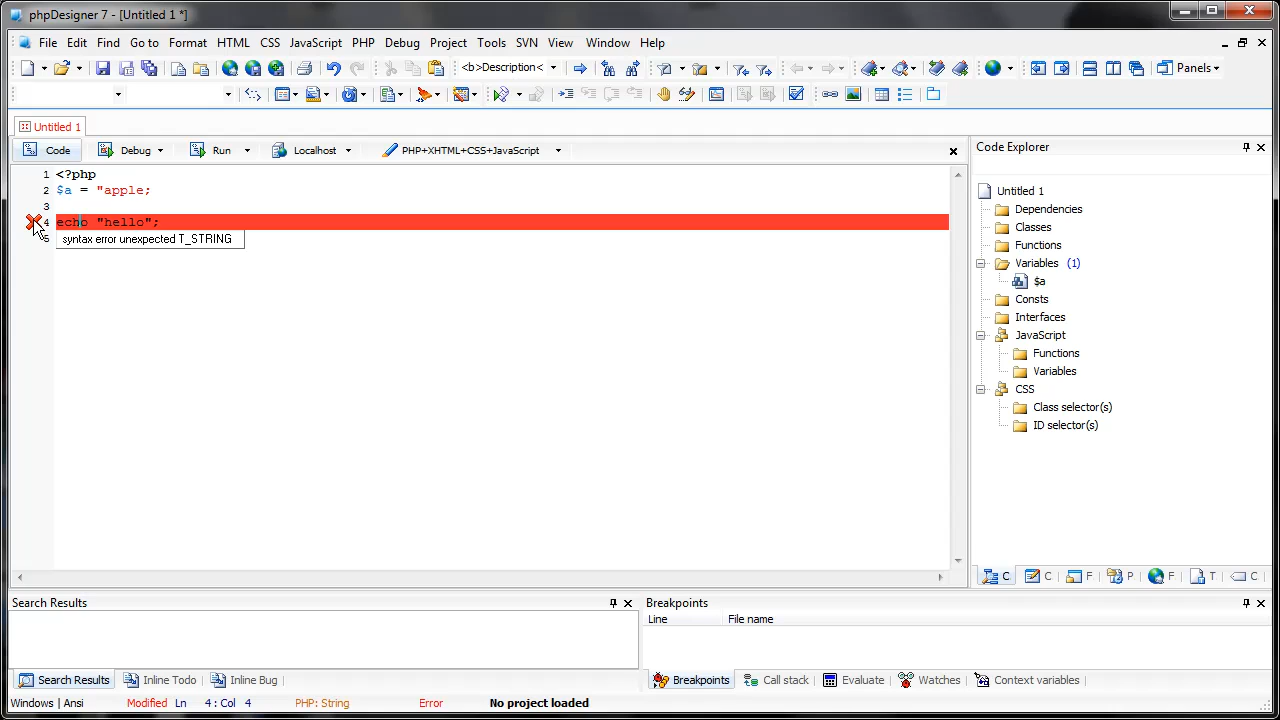 phpDesigner 7 - [Untitled 1 *]
File Edit Find Go to Format HTML CSS JavaScript PHP Debug Project Tools SVN View Window Help
<b>Description< Panels
Untitled 1
Code Debug Run Localhost PHP+XHTML+CSS+JavaScript
1 <?php
2 $a = "apple;
3
4 echo "hello";
5 syntax error unexpected T_STRING
Code Explorer
Untitled 1
Dependencies
Classes
Functions
Variables (1)
$a
Consts
Interfaces
JavaScript
Functions
Variables
CSS
Class selector(s)
ID selector(s)
C C F P F T C
Search Results
Search Results Inline Todo Inline Bug
Breakpoints
Line File name
Breakpoints Call stack Evaluate Watches Context variables
Windows | Ansi Modified Ln 4 : Col 4 PHP: String Error No project loaded